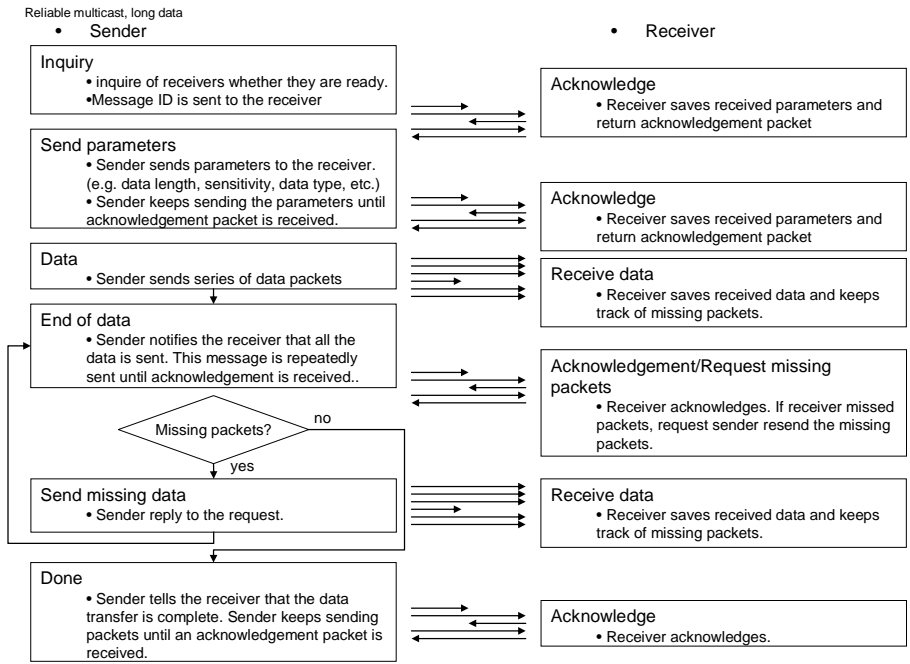 Reliable multicast, long data
• Sender
• Receiver
Inquiry
• inquire of receivers whether they are ready.
•Message ID is sent to the receiver
Acknowledge
• Receiver saves received parameters and
return acknowledgement packet
Send parameters
• Sender sends parameters to the receiver.
(e.g. data length, sensitivity, data type, etc.)
• Sender keeps sending the parameters until
acknowledgement packet is received.
Acknowledge
• Receiver saves received parameters and
return acknowledgement packet
Data
• Sender sends series of data packets
Receive data
• Receiver saves received data and keeps
track of missing packets.
End of data
• Sender notifies the receiver that all the
data is sent. This message is repeatedly
sent until acknowledgement is received..
Acknowledgement/Request missing
packets
• Receiver acknowledges. If receiver missed
packets, request sender resend the missing
packets.
Missing packets?
no
yes
Send missing data
• Sender reply to the request.
Receive data
• Receiver saves received data and keeps
track of missing packets.
Done
• Sender tells the receiver that the data
transfer is complete. Sender keeps sending
packets until an acknowledgement packet is
received.
Acknowledge
• Receiver acknowledges.